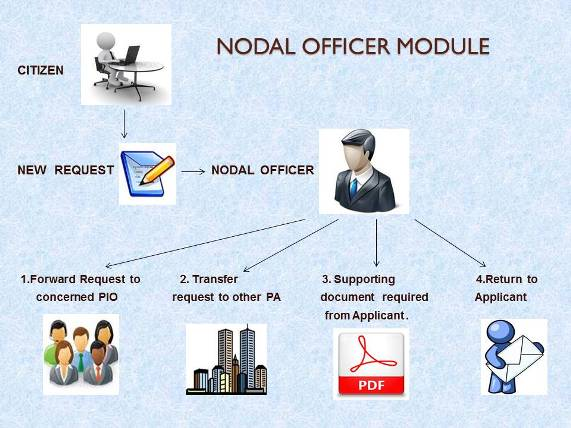 NODAL OFFICER MODULE
CITIZEN
NEW REQUEST
NODAL OFFICER
1.Forward Request to
concerned PIO
2. Transfer
request to other PA
3. Supporting
document required
from Applicant.
4.Return to
Applicant
PDF